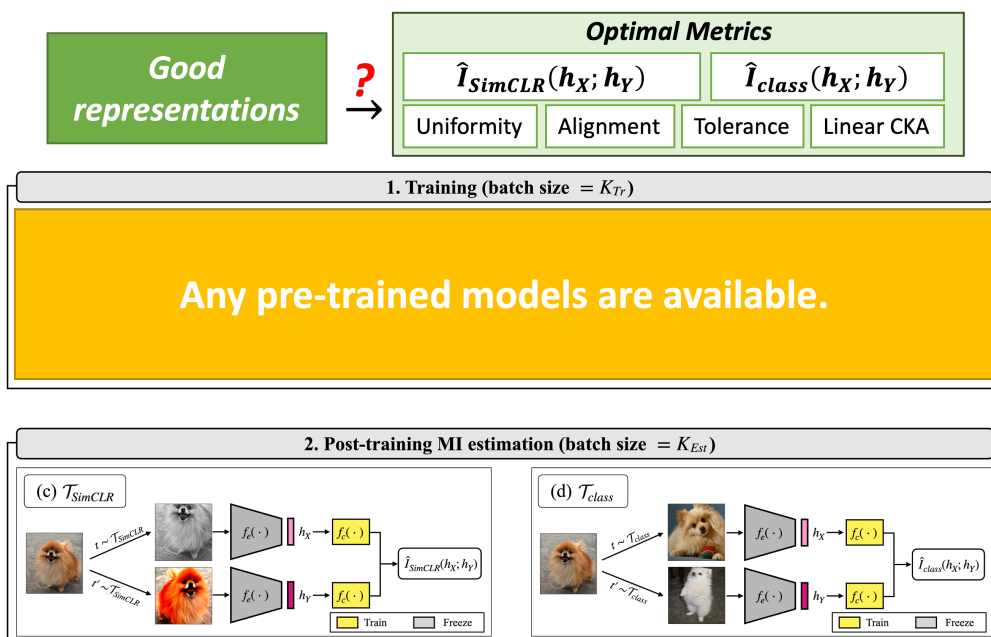 Good
representations
?
Optimal Metrics
Î_SimCLR(h_X; h_Y)
Î_class(h_X; h_Y)
Uniformity
Alignment
Tolerance
Linear CKA
1. Training (batch size = K_Tr)
Any pre-trained models are available.
2. Post-training MI estimation (batch size = K_Est)
(c) 𝒯_SimCLR
t ~ 𝒯_SimCLR
f_e(·)
h_X
f_c(·)
Î_SimCLR(h_X; h_Y)
t′ ~ 𝒯_SimCLR
f_e(·)
h_Y
f_c(·)
Train
Freeze
(d) 𝒯_class
t ~ 𝒯_class
f_e(·)
h_X
f_c(·)
Î_class(h_X; h_Y)
t′ ~ 𝒯_class
f_e(·)
h_Y
f_c(·)
Train
Freeze